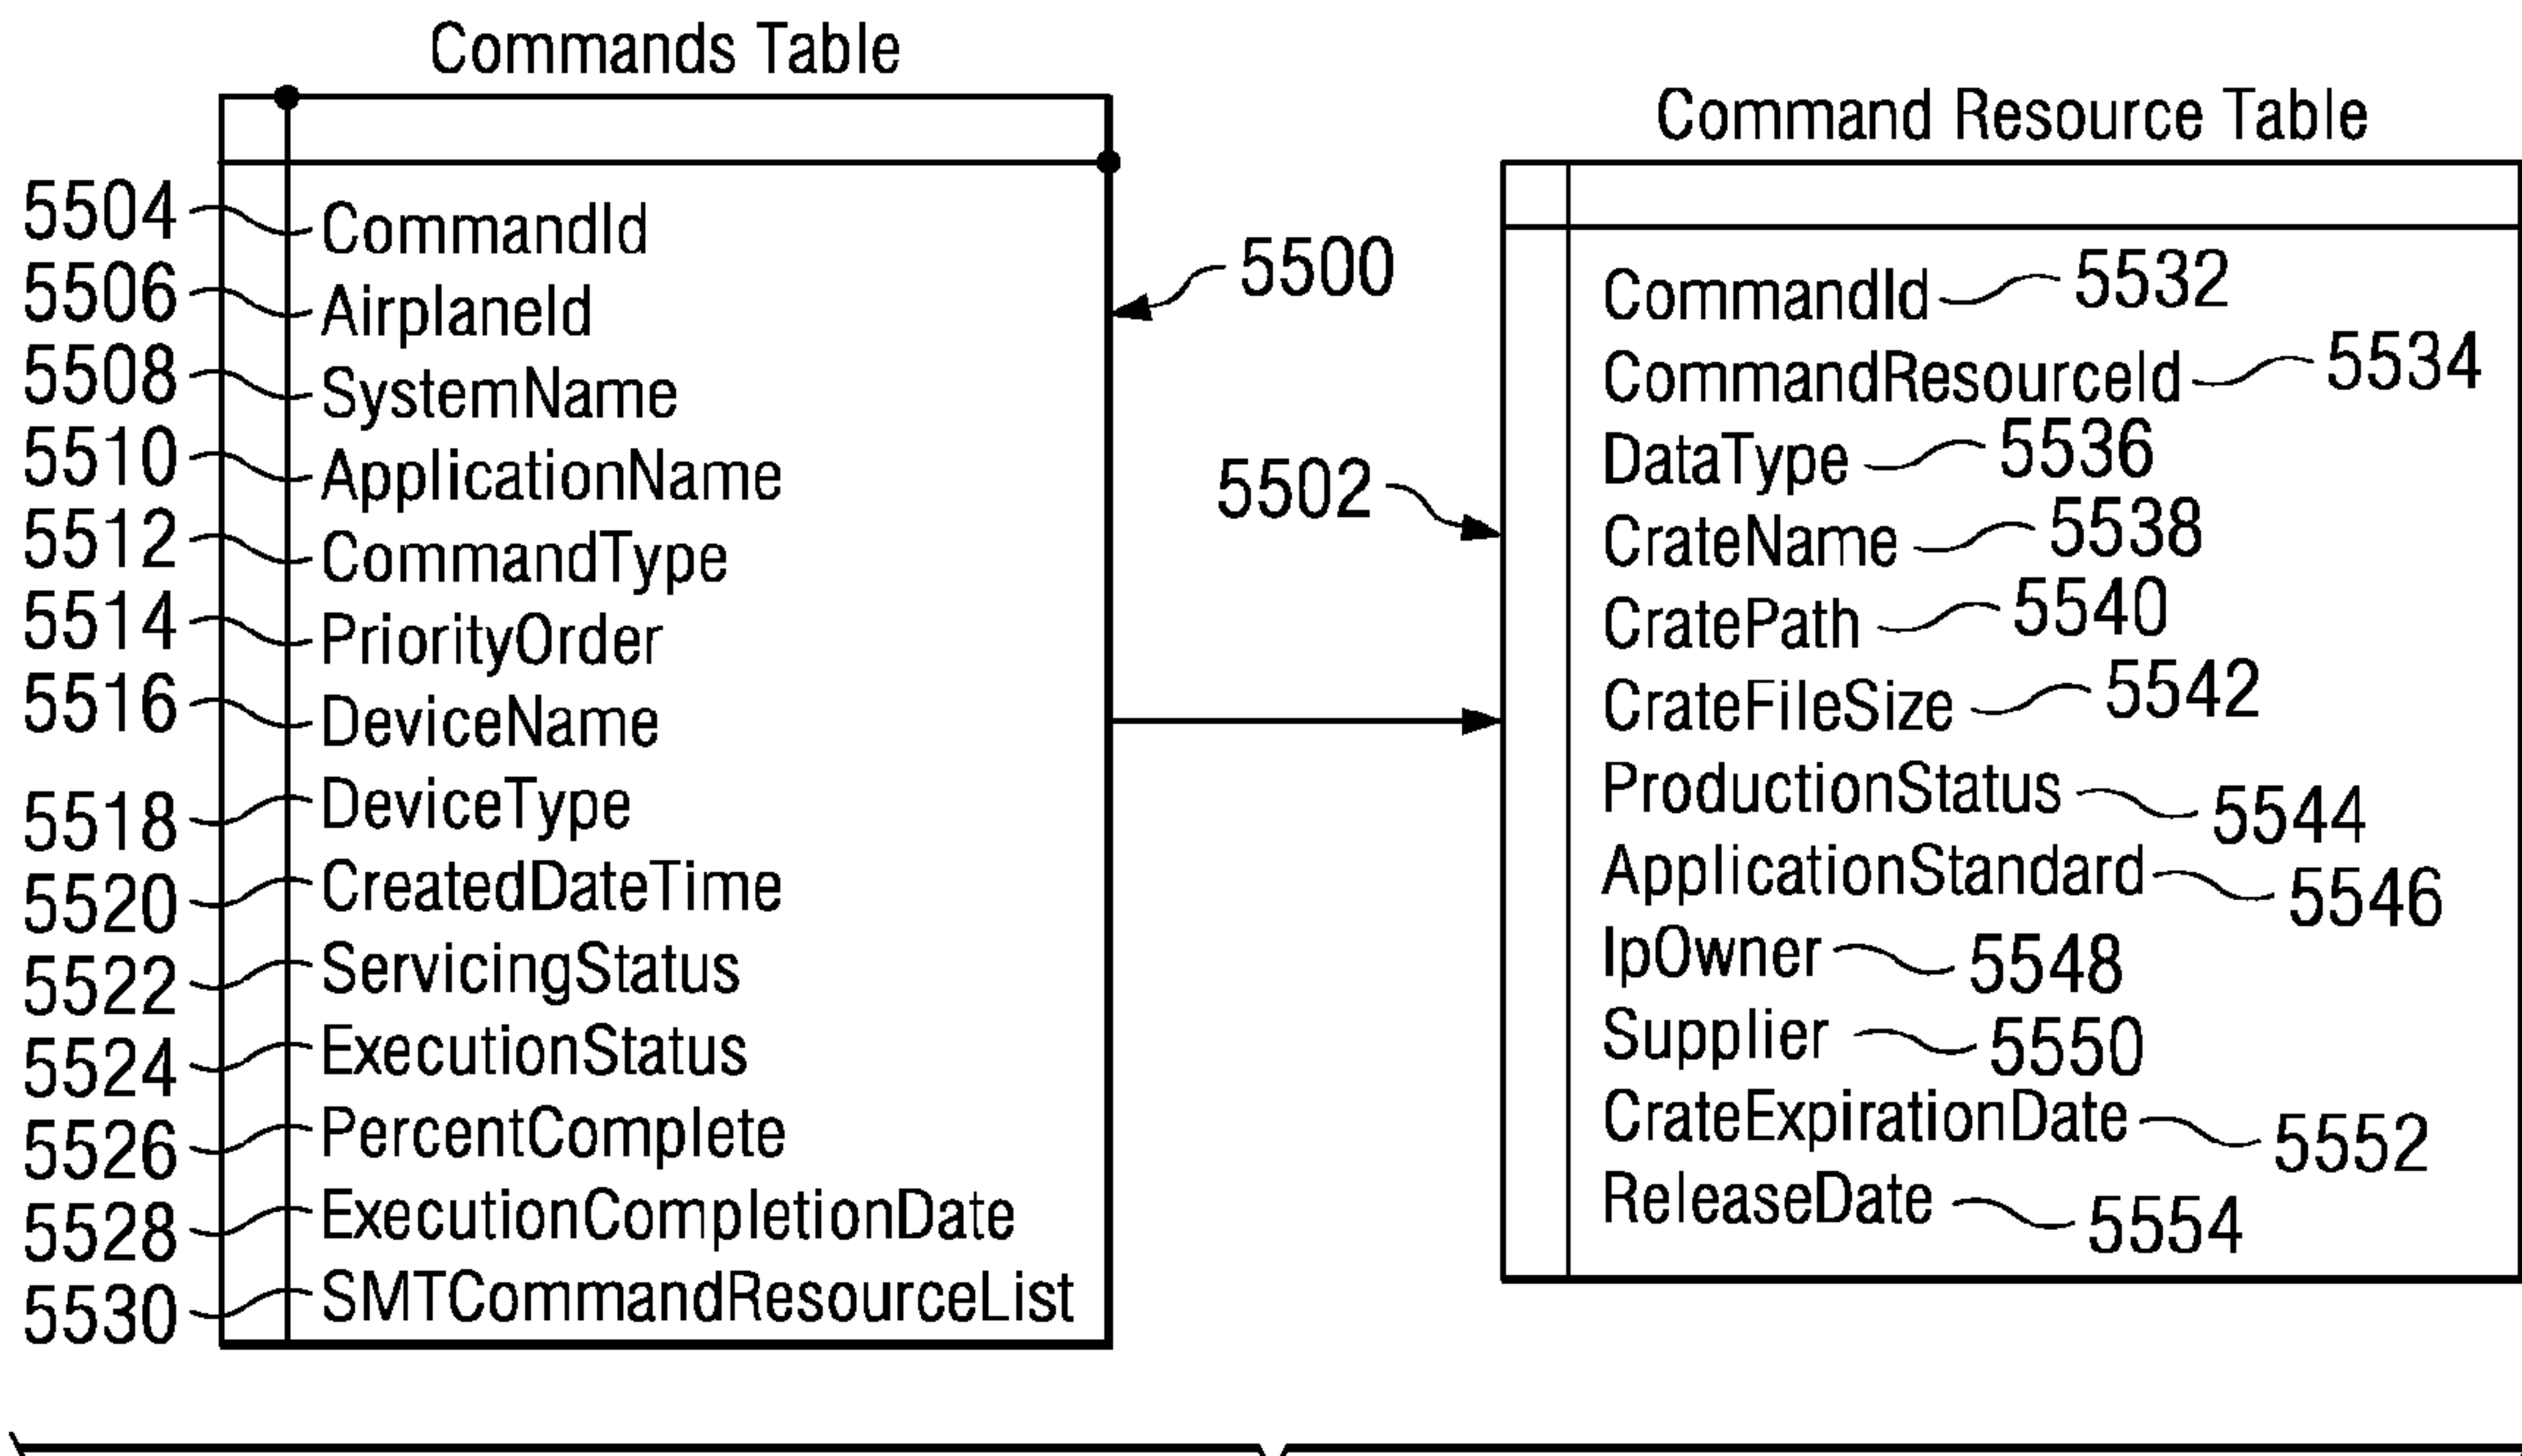 Commands Table
5504 CommandId
5506 AirplaneId
5508 SystemName
5510 ApplicationName
5512 CommandType
5514 PriorityOrder
5516 DeviceName
5518 DeviceType
5520 CreatedDateTime
5522 ServicingStatus
5524 ExecutionStatus
5526 PercentComplete
5528 ExecutionCompletionDate
5530 SMTCommandResourceList
5500
5502
Command Resource Table
CommandId 5532
CommandResourceId 5534
DataType 5536
CrateName 5538
CratePath 5540
CrateFileSize 5542
ProductionStatus 5544
ApplicationStandard 5546
IpOwner 5548
Supplier 5550
CrateExpirationDate 5552
ReleaseDate 5554